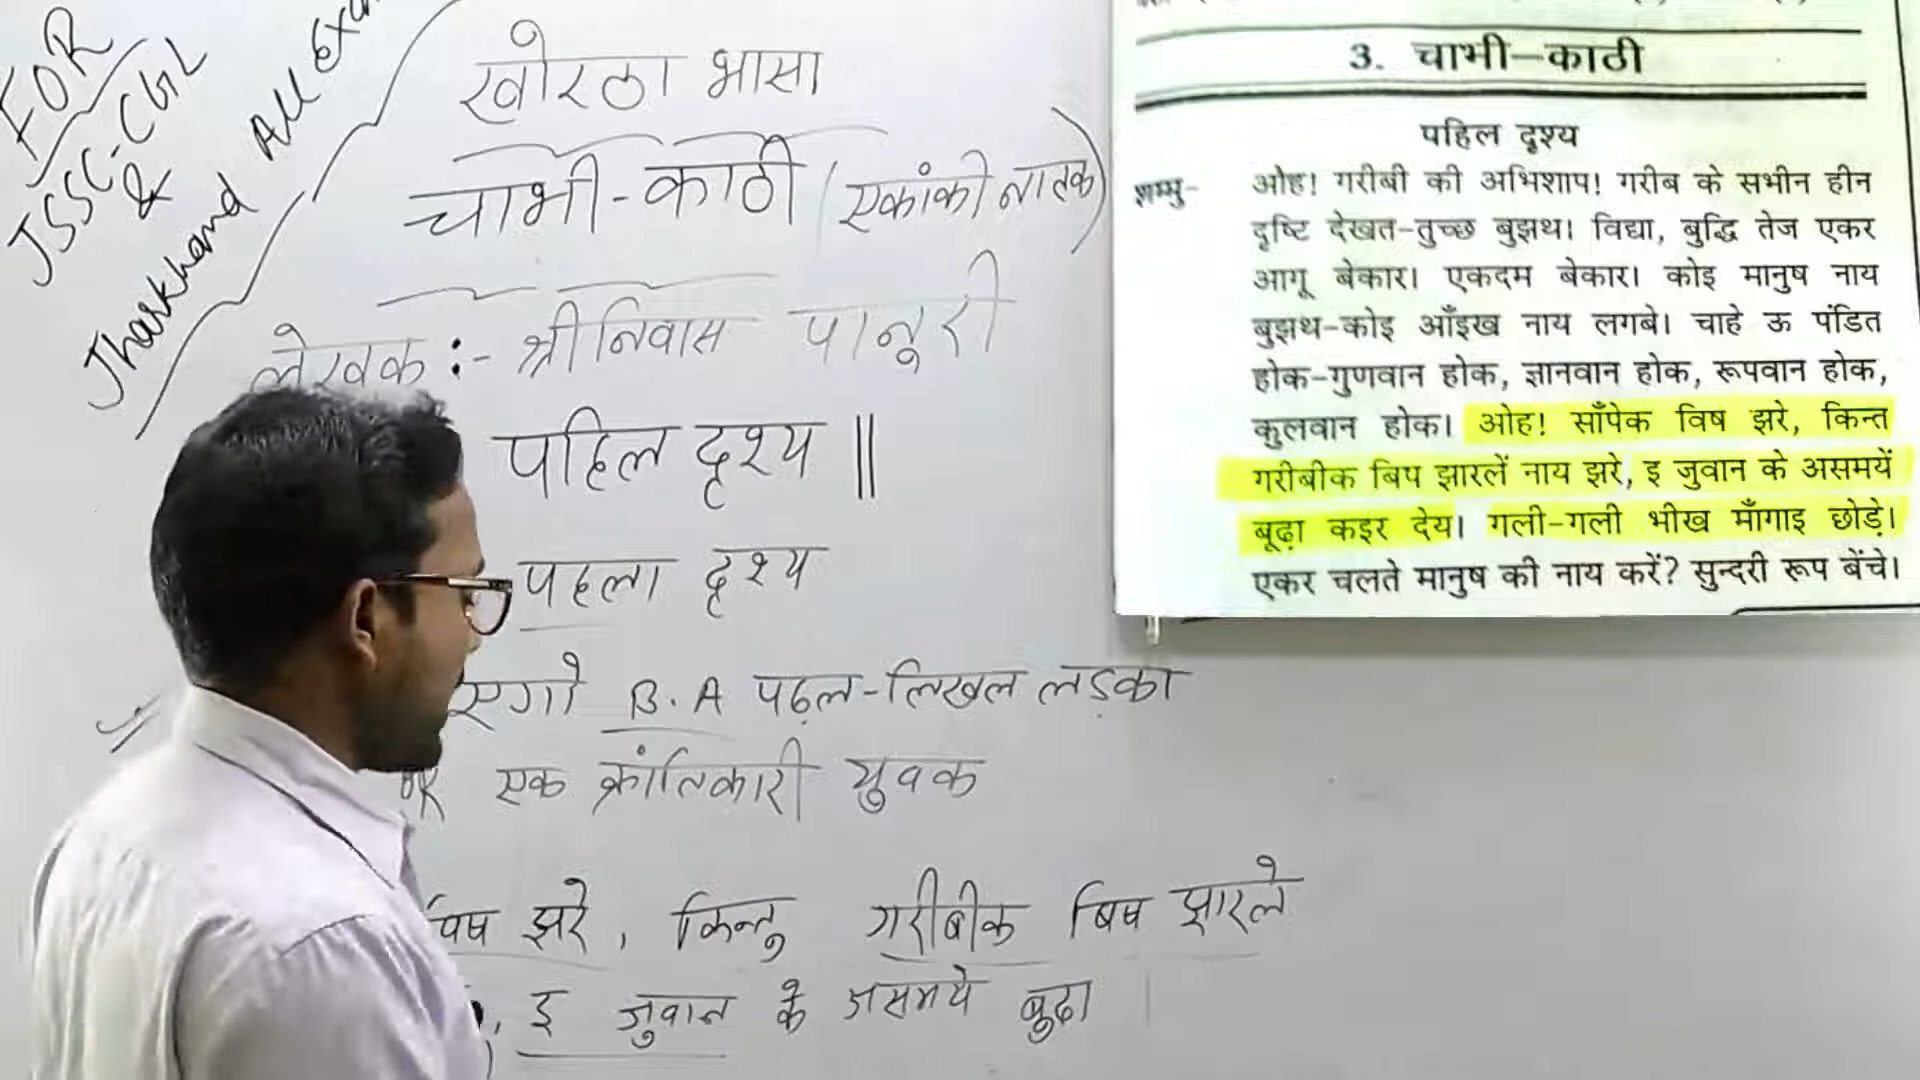 FOR
JSSC-CGL
&
Jharkhand All
खोरठा भासा
चाभी-काठी (एकांकी नाटक)
लेखक :- श्रीनिवास पानूरी
पहिल दृश्य ||
पहला दृश्य
एगो B.A पढ़ल-लिखल लड़का
OR एक क्रांतिकारी युवक
विष झरे, किन्तु गरीबीक बिष झारले
, इ जुवान के असमये बुढ़ा
3. चाभी–काठी
पहिल दृश्य
शम्भु- ओह! गरीबी की अभिशाप! गरीब के सभीन हीन
दृष्टि देखत-तुच्छ बुझथ। विद्या, बुद्धि तेज एकर
आगू बेकार। एकदम बेकार। कोइ मानुष नाय
बुझथ-कोइ आँइख नाय लगबे। चाहे ऊ पंडित
होक-गुणवान होक, ज्ञानवान होक, रूपवान होक,
कुलवान होक। ओह! साँपेक विष झरे, किन्त
गरीबीक बिप झारलें नाय झरे, इ जुवान के असमयें
बूढ़ा कइर देय। गली-गली भीख माँगाइ छोड़े।
एकर चलते मानुष की नाय करें? सुन्दरी रूप बेंचे।